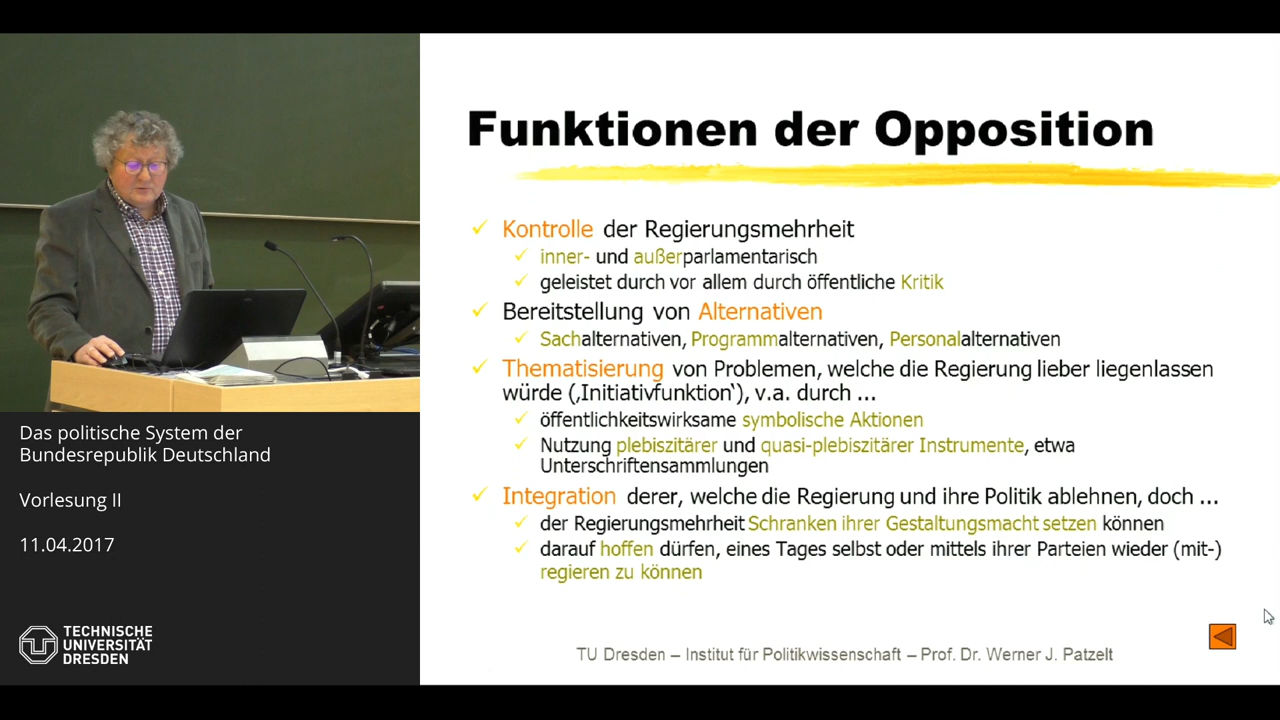 Funktionen der Opposition
Kontrolle der Regierungsmehrheit
inner- und außerparlamentarisch
geleistet durch vor allem durch öffentliche Kritik
Bereitstellung von Alternativen
Sachalternativen, Programmalternativen, Personalalternativen
Thematisierung von Problemen, welche die Regierung lieber liegenlassen
würde (‚Initiativfunktion‘), v.a. durch ...
öffentlichkeitswirksame symbolische Aktionen
Nutzung plebiszitärer und quasi-plebiszitärer Instrumente, etwa
Unterschriftensammlungen
Integration derer, welche die Regierung und ihre Politik ablehnen, doch ...
der Regierungsmehrheit Schranken ihrer Gestaltungsmacht setzen können
darauf hoffen dürfen, eines Tages selbst oder mittels ihrer Parteien wieder (mit-)
regieren zu können
TU Dresden – Institut für Politikwissenschaft – Prof. Dr. Werner J. Patzelt
Das politische System der
Bundesrepublik Deutschland
Vorlesung II
11.04.2017
TECHNISCHE
UNIVERSITÄT
DRESDEN